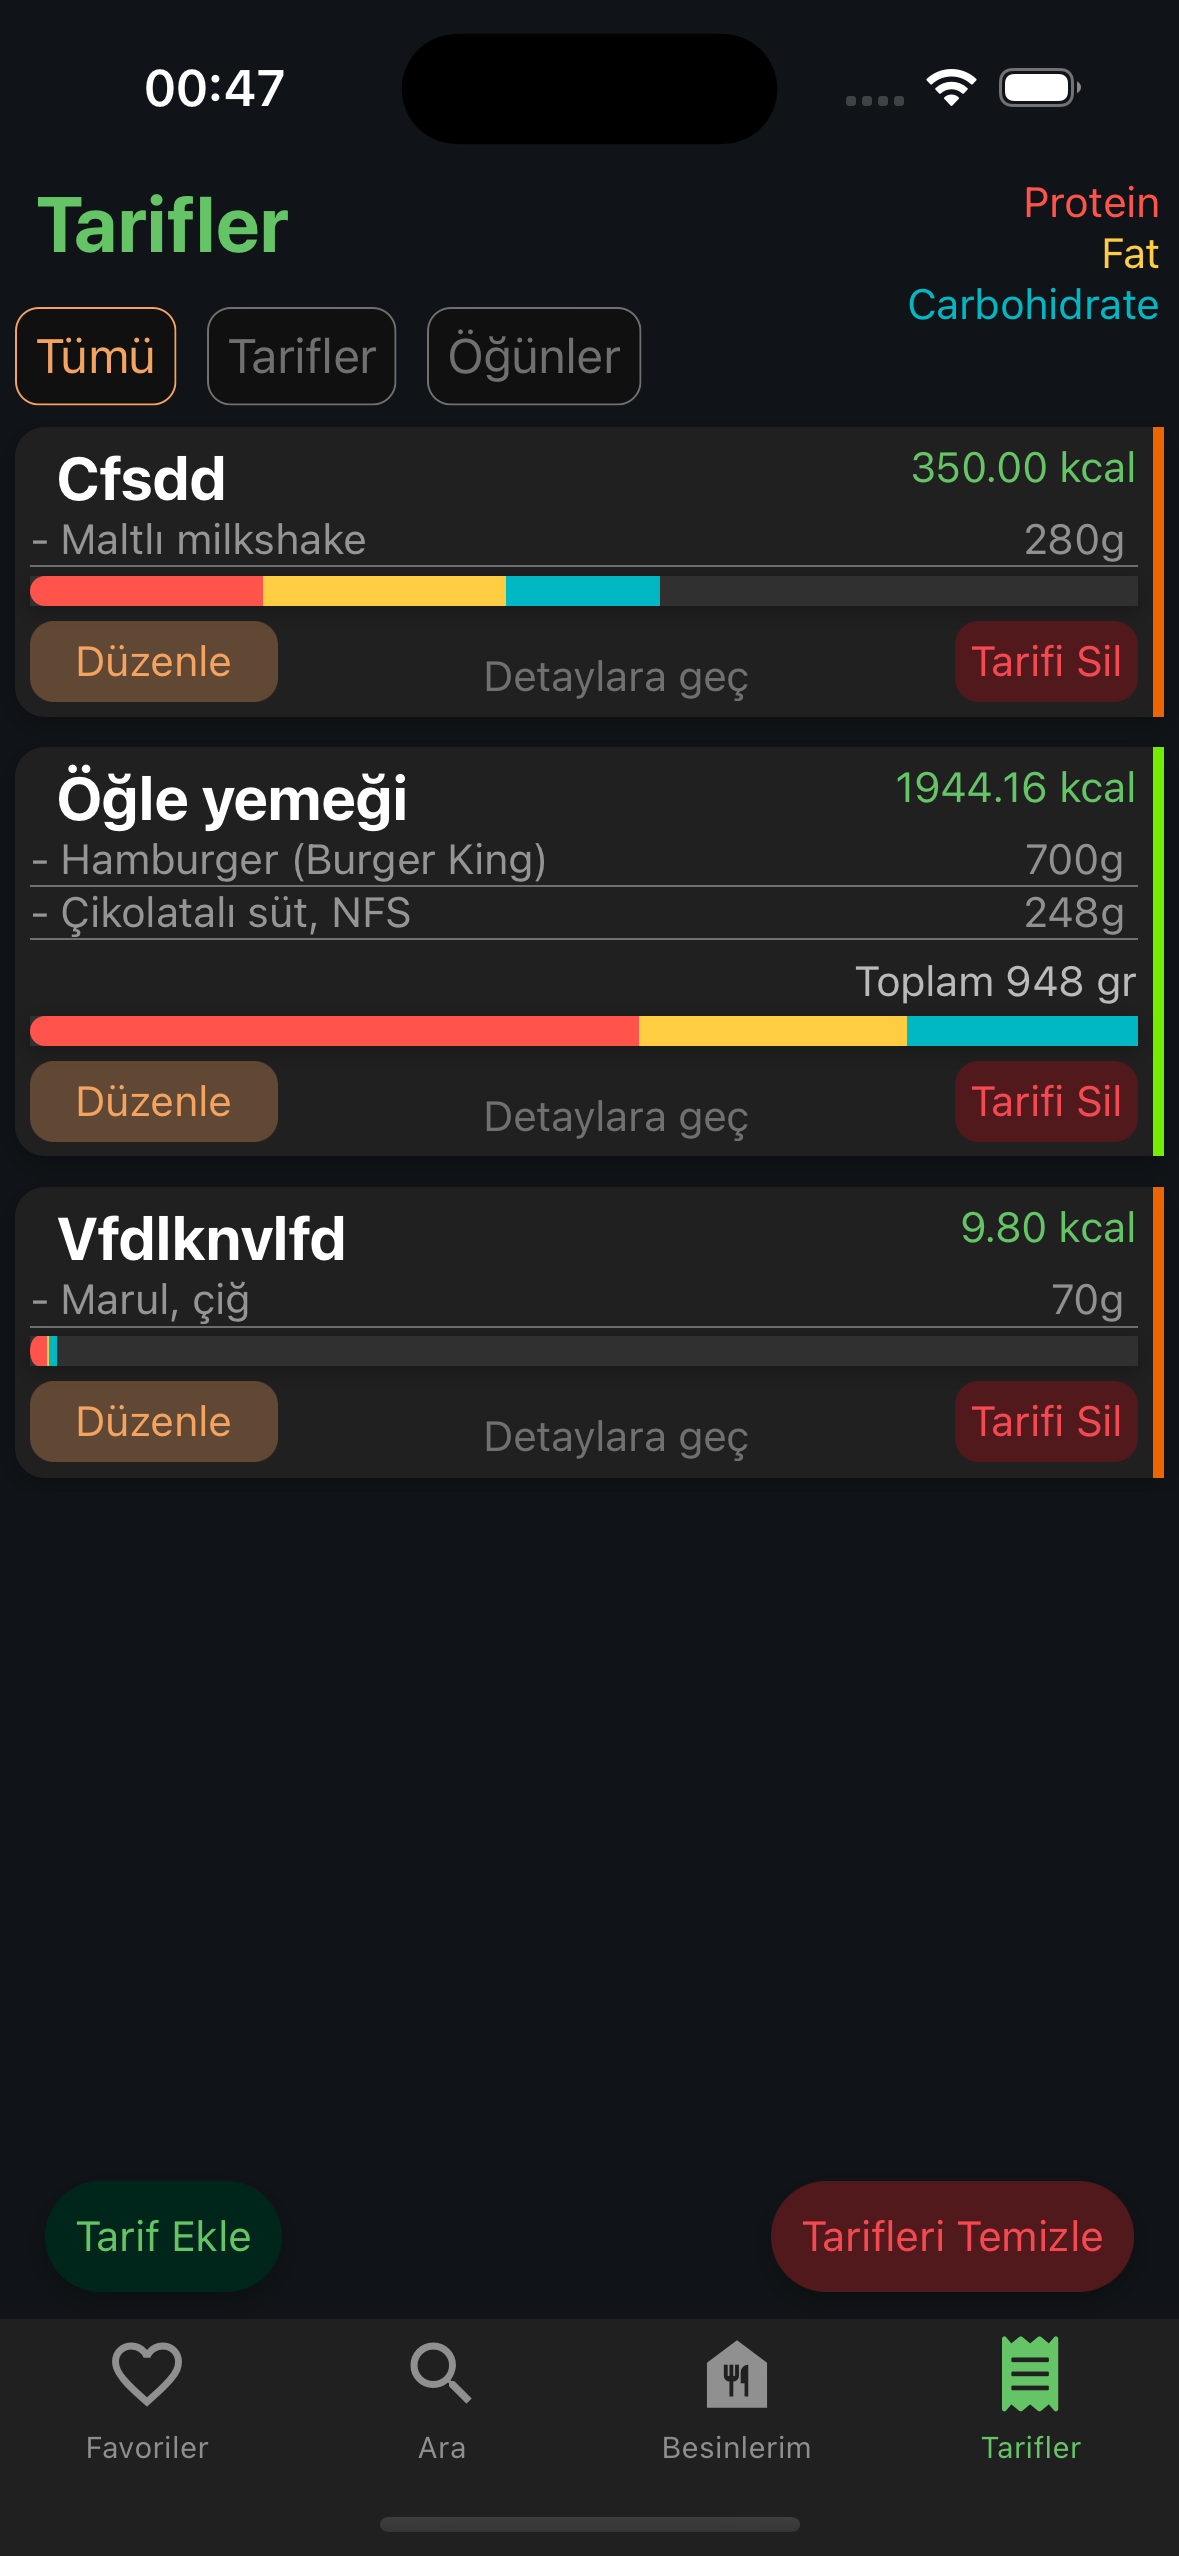 00:47
Tarifler
Protein
Fat
Carbohidrate
Tümü
Tarifler
Öğünler
Cfsdd
350.00 kcal
- Maltlı milkshake 280g
Düzenle
Detaylara geç
Tarifi Sil
Öğle yemeği
1944.16 kcal
- Hamburger (Burger King) 700g
- Çikolatalı süt, NFS 248g
Toplam 948 gr
Düzenle
Detaylara geç
Tarifi Sil
Vfdlknvlfd
9.80 kcal
- Marul, çiğ 70g
Düzenle
Detaylara geç
Tarifi Sil
Tarif Ekle
Tarifleri Temizle
Favoriler
Ara
Besinlerim
Tarifler